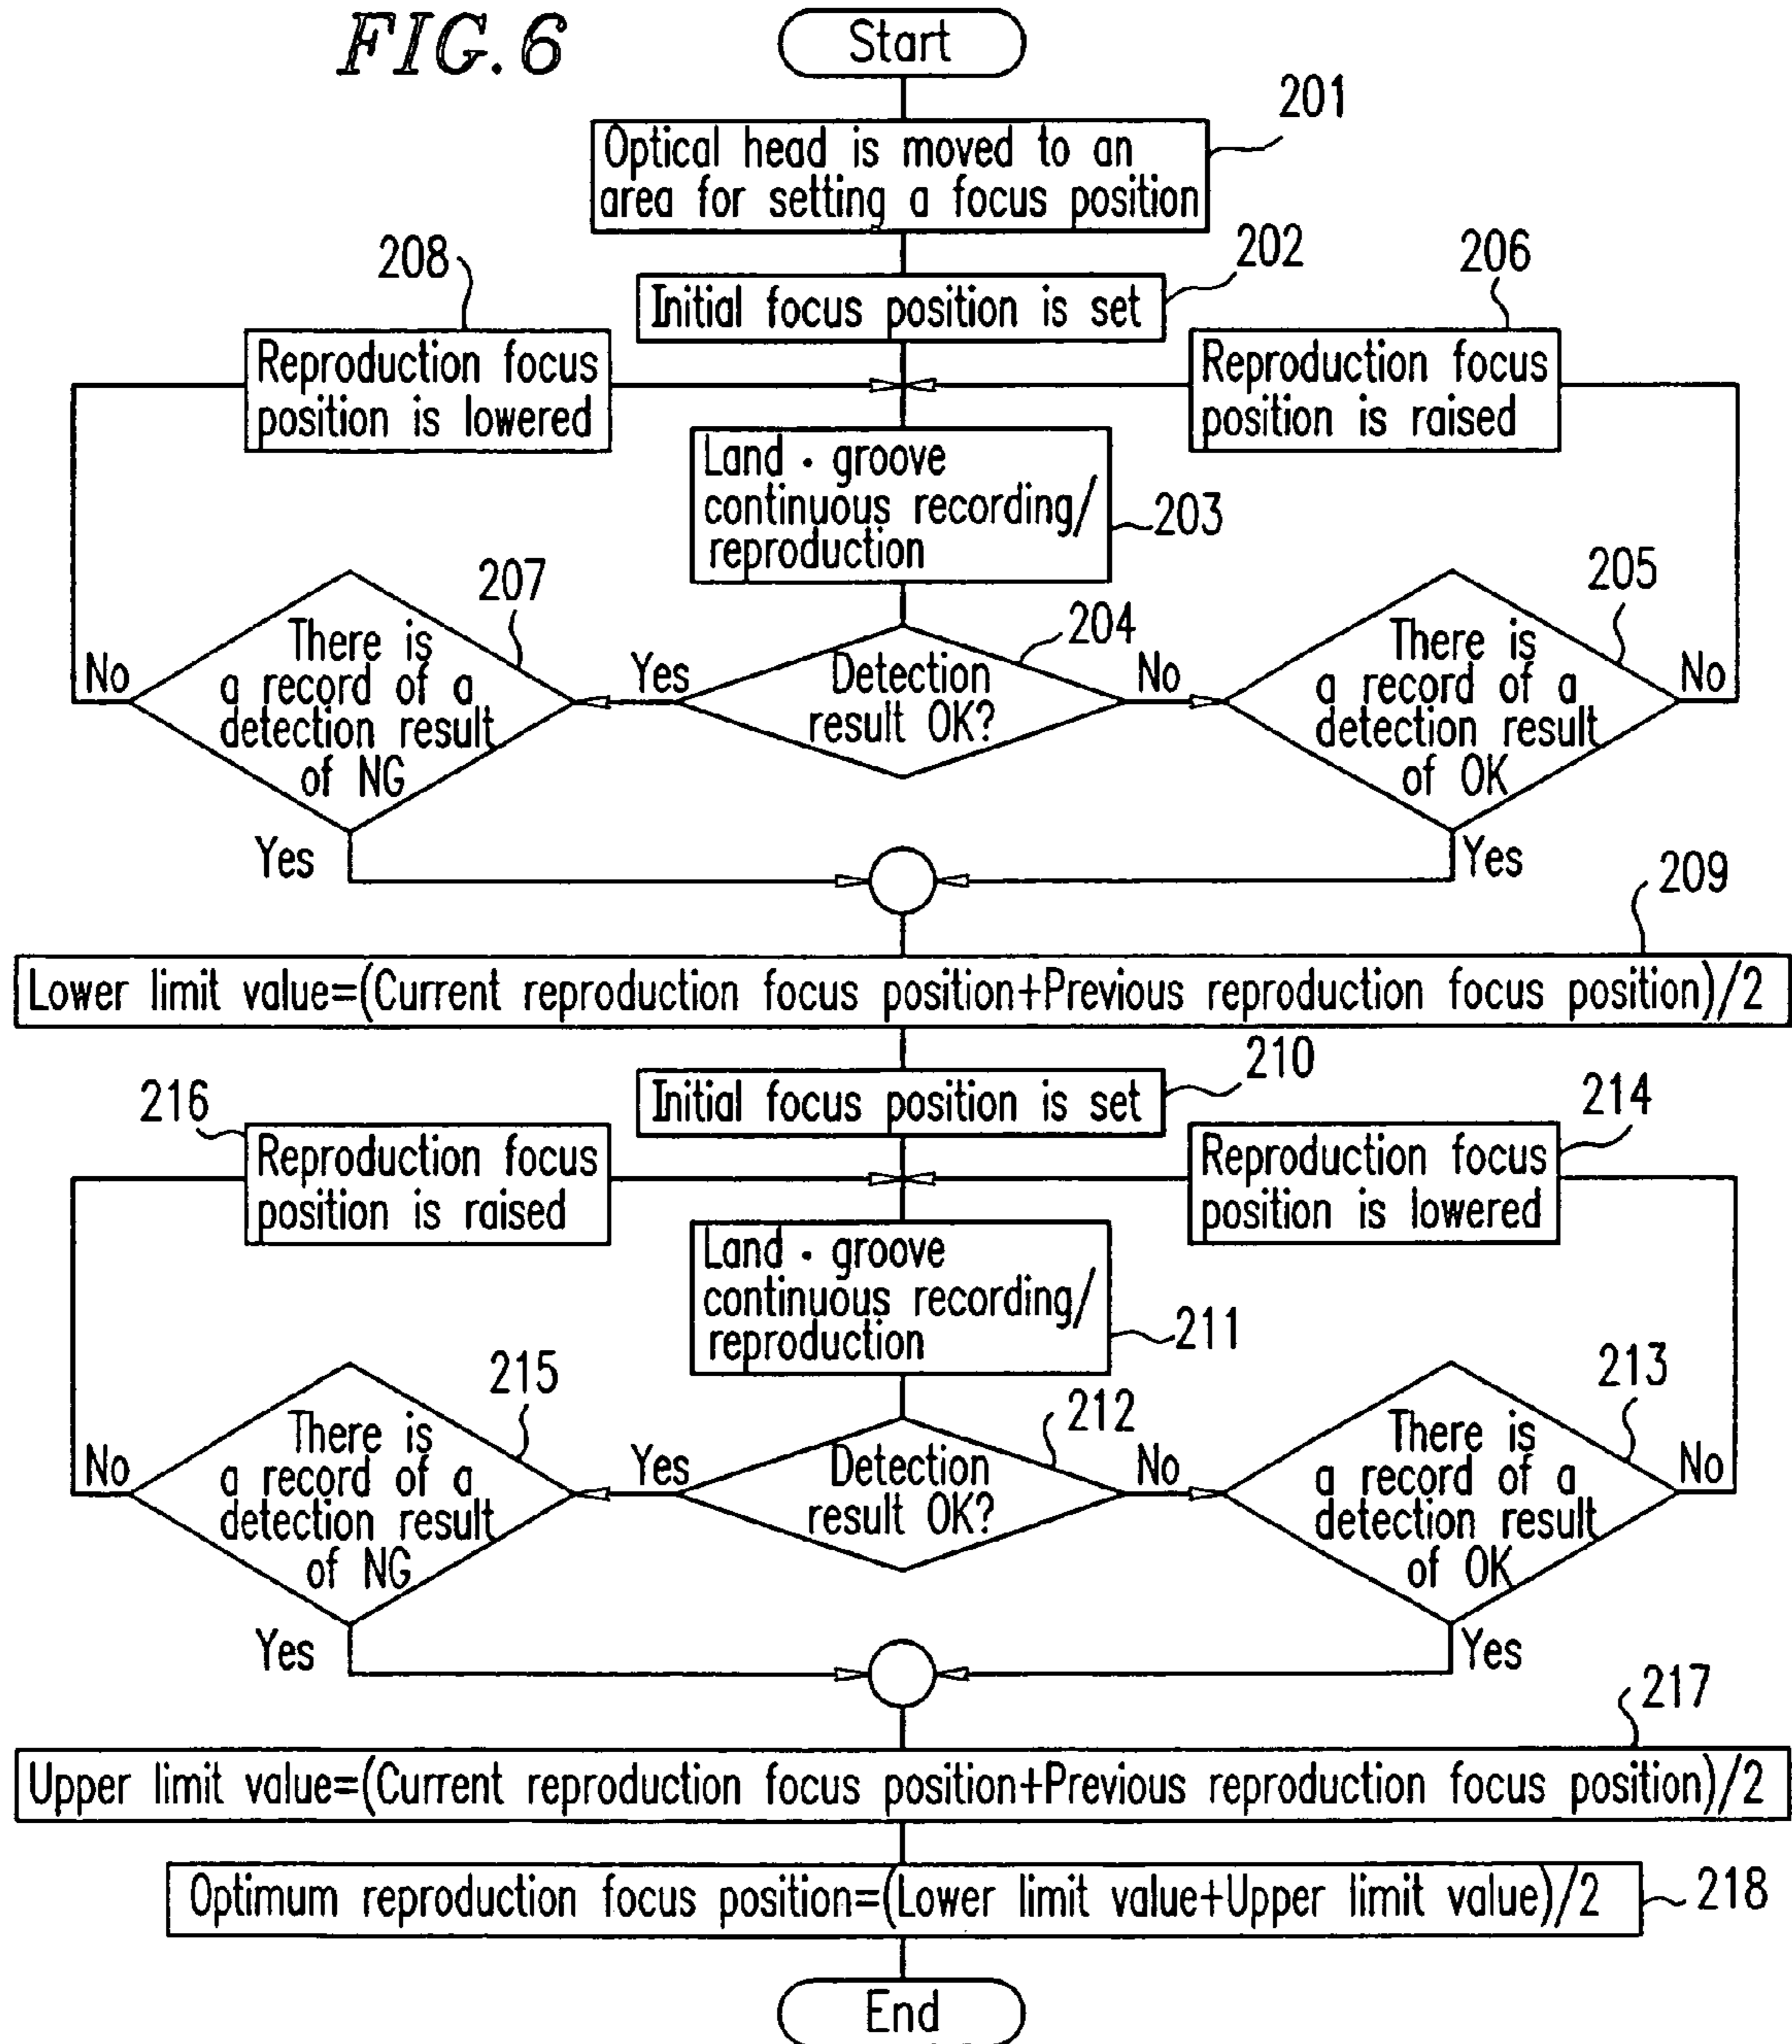 FIG. 6
Start
201
Optical head is moved to an
area for setting a focus position
202
Initial focus position is set
208
Reproduction focus
position is lowered
206
Reproduction focus
position is raised
Land · groove
continuous recording/
reproduction
203
207
There is
a record of a
detection result
of NG
No
Yes
204
Detection
result OK?
Yes
No
205
There is
a record of a
detection result
of OK
No
Yes
209
Lower limit value=(Current reproduction focus position+Previous reproduction focus position)/2
210
Initial focus position is set
216
Reproduction focus
position is raised
214
Reproduction focus
position is lowered
Land · groove
continuous recording/
reproduction
211
215
There is
a record of a
detection result
of NG
No
Yes
212
Detection
result OK?
Yes
No
213
There is
a record of a
detection result
of OK
No
Yes
217
Upper limit value=(Current reproduction focus position+Previous reproduction focus position)/2
Optimum reproduction focus position=(Lower limit value+Upper limit value)/2
218
End